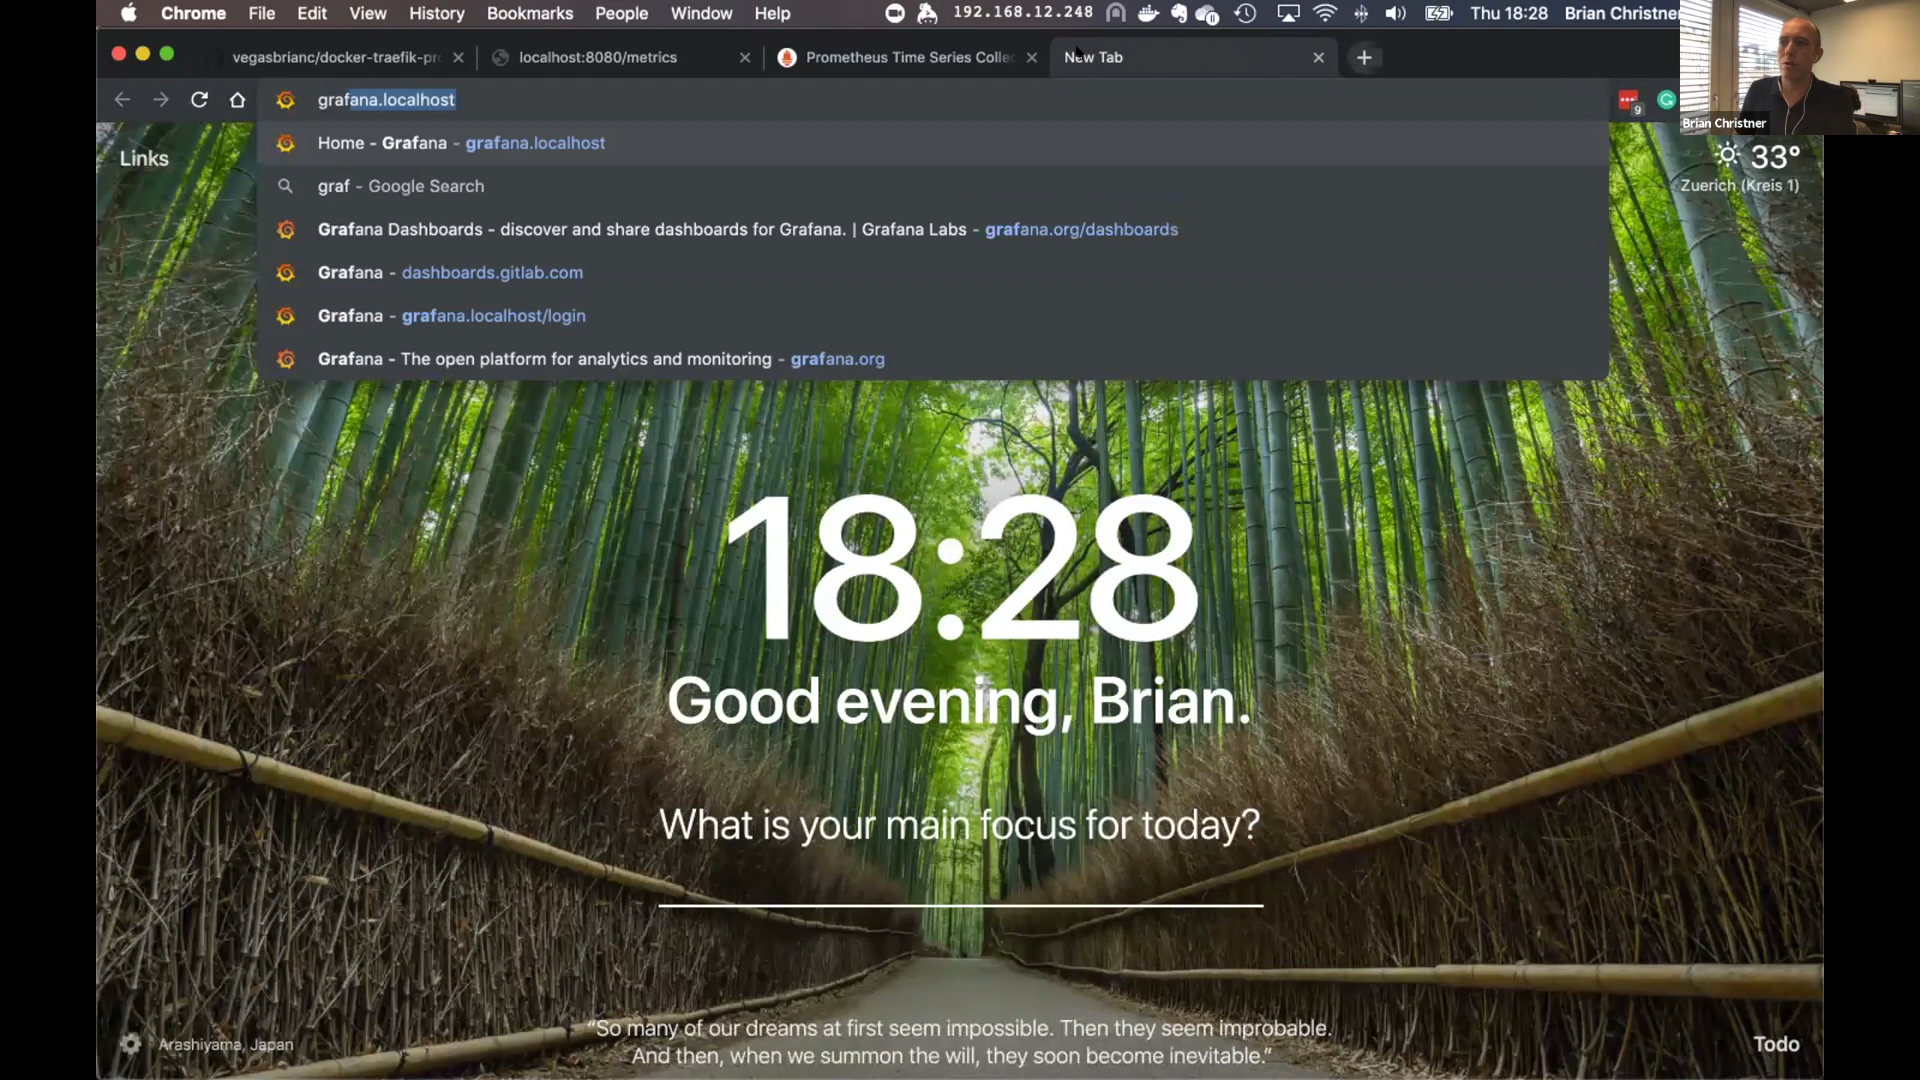 Chrome File Edit View History Bookmarks People Window Help 192.168.12.248 Thu 18:28 Brian Christner
vegasbrianc/docker-traefik-pr localhost:8080/metrics Prometheus Time Series Colle New Tab
grafana.localhost
9
Brian Christner
Home - Grafana - grafana.localhost
graf - Google Search
Grafana Dashboards - discover and share dashboards for Grafana. | Grafana Labs - grafana.org/dashboards
Grafana - dashboards.gitlab.com
Grafana - grafana.localhost/login
Grafana - The open platform for analytics and monitoring - grafana.org
Links
33°
Zuerich (Kreis 1)
18:28
Good evening, Brian.
What is your main focus for today?
“So many of our dreams at first seem impossible. Then they seem improbable.
And then, when we summon the will, they soon become inevitable.”
Arashiyama, Japan
Todo